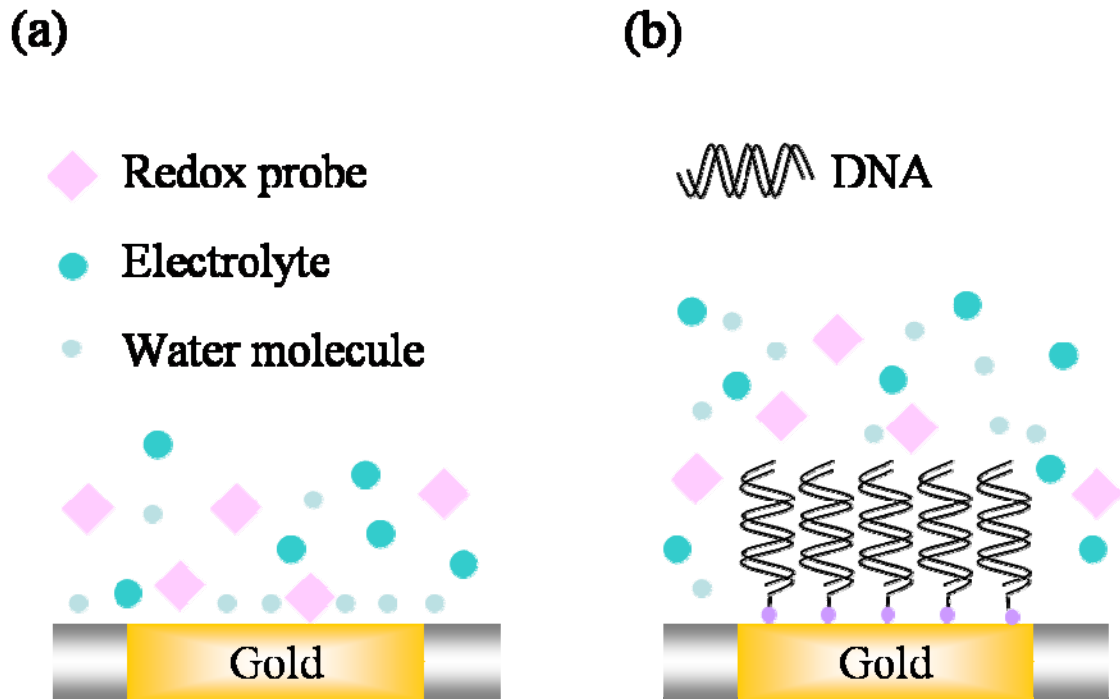 (a)
Redox probe
Electrolyte
Water molecule
Gold
(b)
DNA
Gold